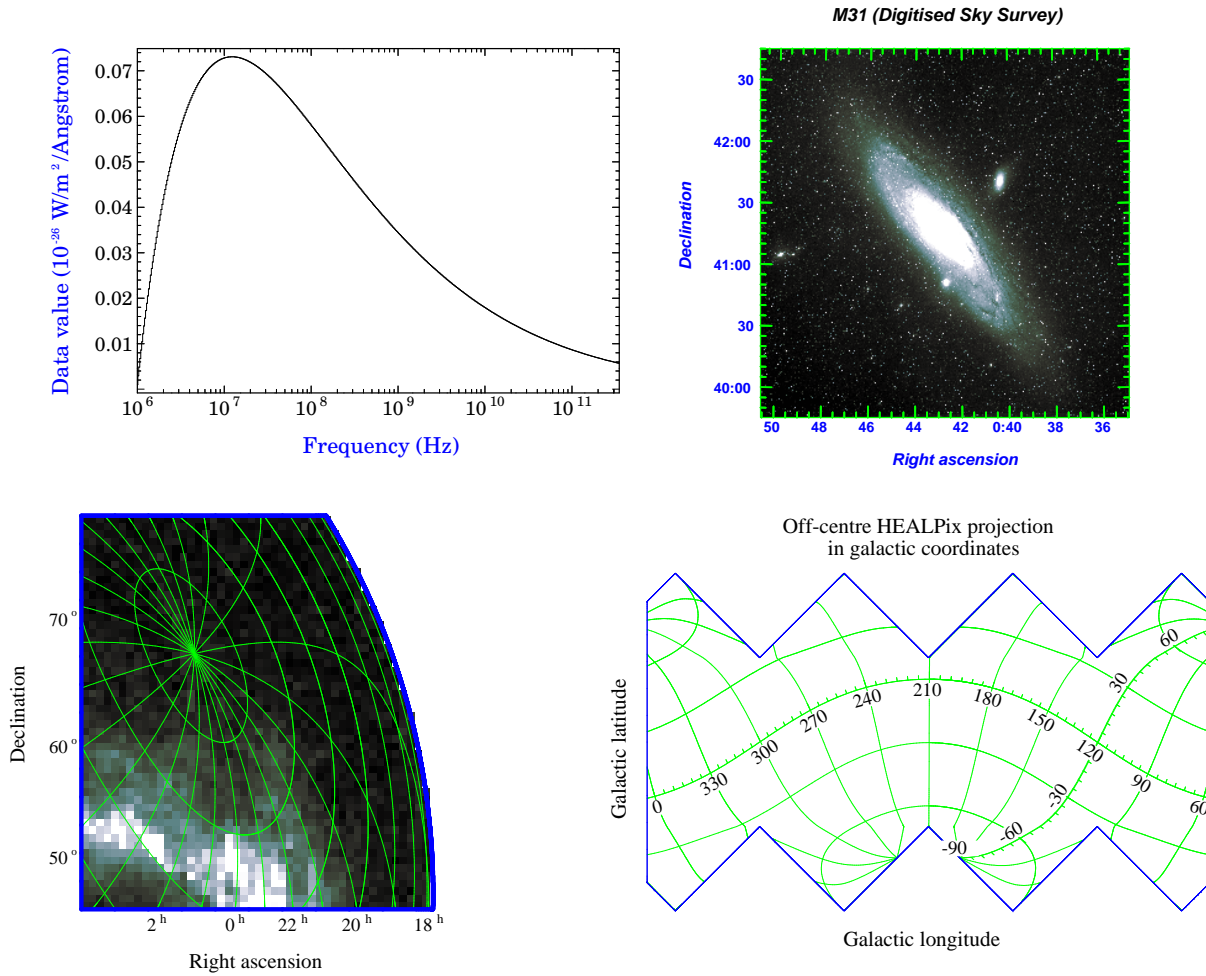 M31 (Digitised Sky Survey)
Data value (10⁻²⁶ W/m²/Angstrom)
0.07
0.06
0.05
0.04
0.03
0.02
0.01
10⁶ 10⁷ 10⁸ 10⁹ 10¹⁰ 10¹¹
Frequency (Hz)
Declination
30
42:00
30
41:00
30
40:00
50 48 46 44 42 0:40 38 36
Right ascension
Declination
70°
60°
50°
2ʰ 0ʰ 22ʰ 20ʰ 18ʰ
Right ascension
Off-centre HEALPix projection
in galactic coordinates
Galactic latitude
60
30
-30
-60
-90
0 330 300 270 240 210 180 150 120 90 60
Galactic longitude